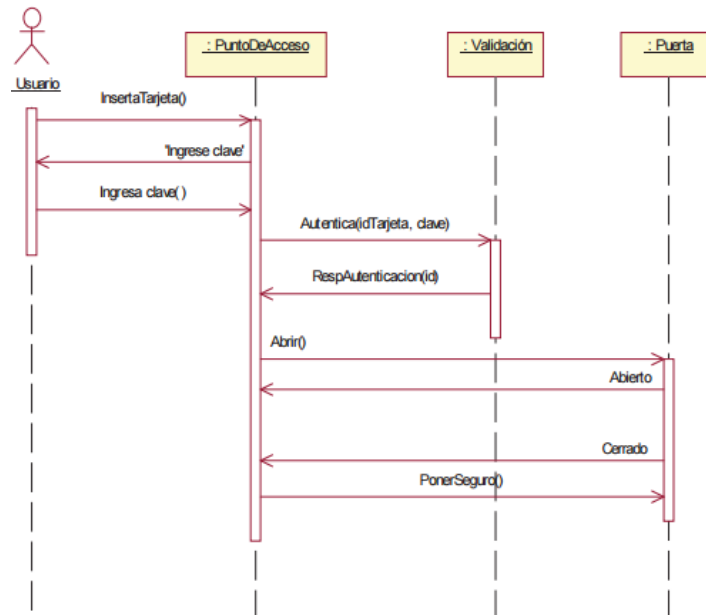 : PuntoDeAcceso
: Validación
: Puerta
Usuario
InsertaTarjeta()
'Ingrese clave'
Ingresa clave( )
Autentica(idTarjeta, clave)
RespAutenticacion(id)
Abrir()
Abierto
Cerrado
PonerSeguro()